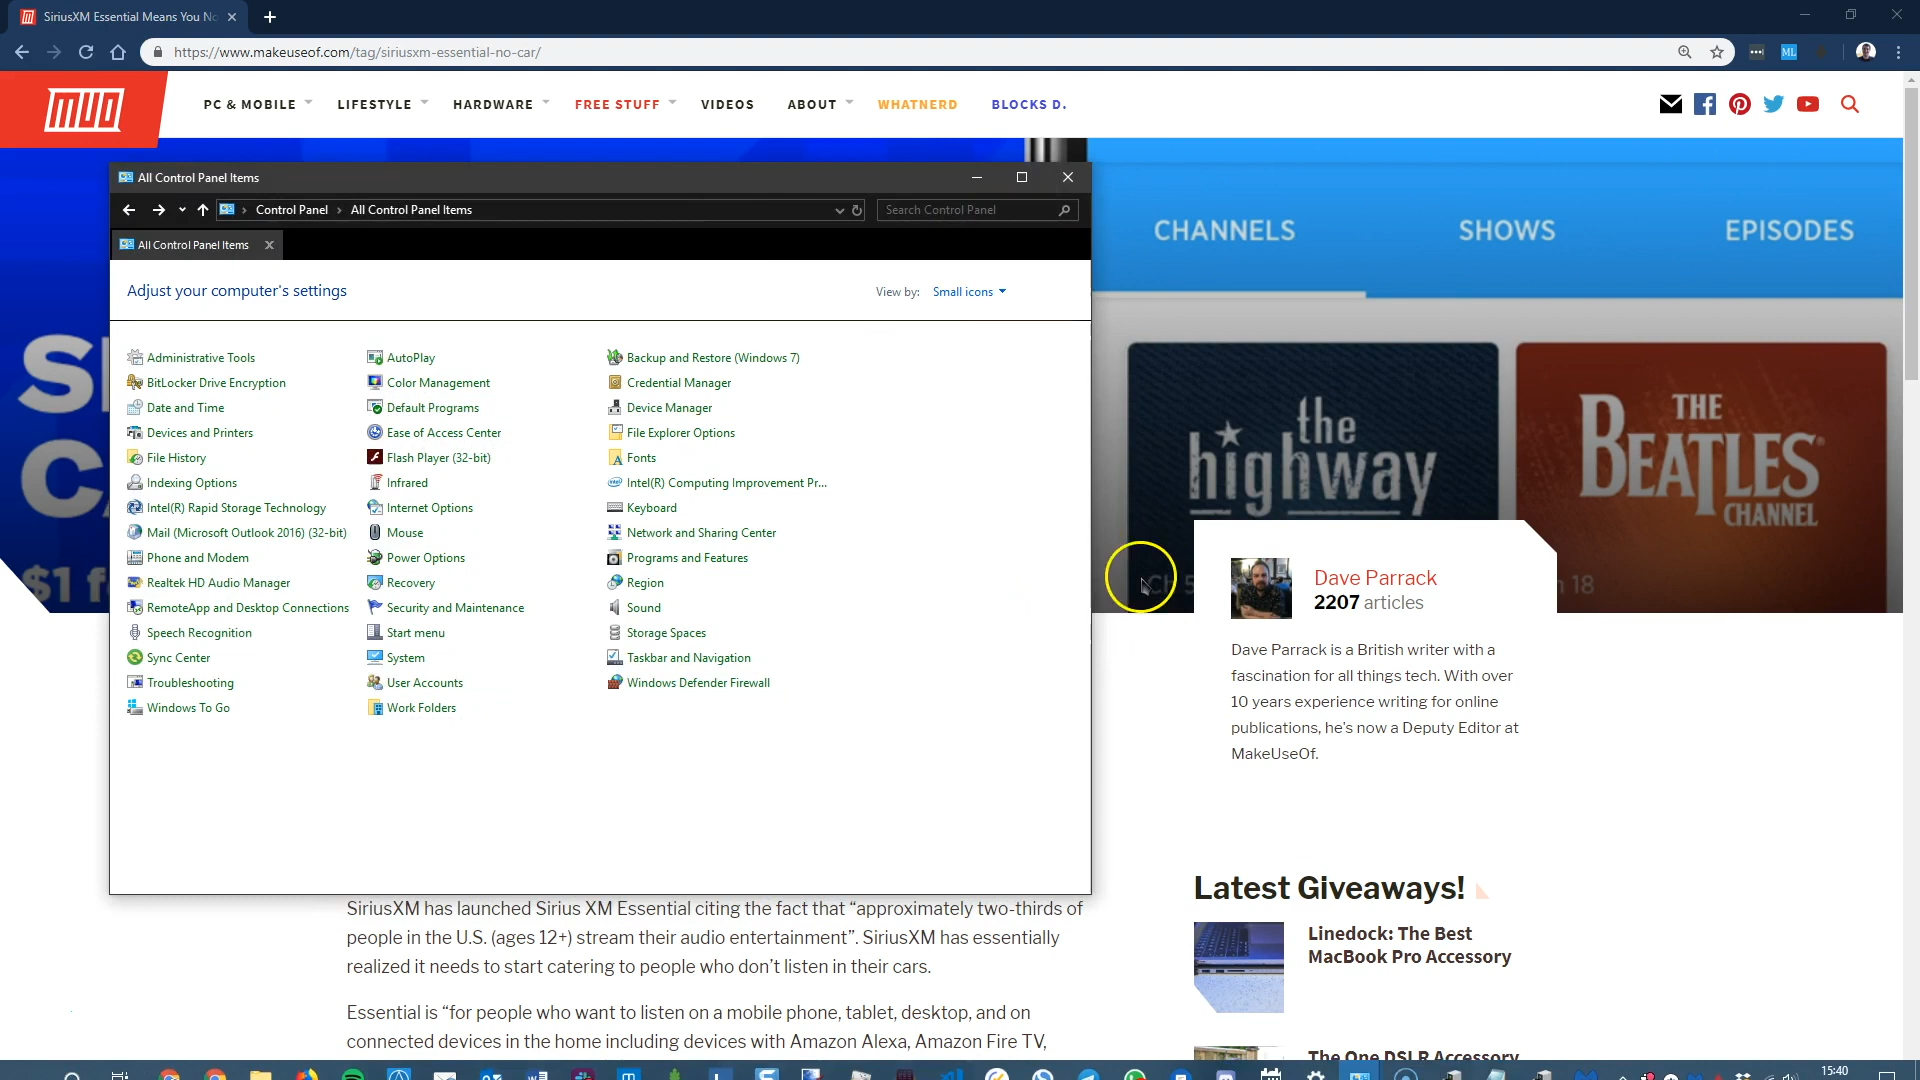 SiriusXM Essential Means You No
https://www.makeuseof.com/tag/siriusxm-essential-no-car/
ML
MUO
PC & MOBILE
LIFESTYLE
HARDWARE
FREE STUFF
VIDEOS
ABOUT
WHATNERD
BLOCKS D.
All Control Panel Items
Control Panel
All Control Panel Items
Search Control Panel
All Control Panel Items
Adjust your computer's settings
View by:
Small icons
Administrative Tools
AutoPlay
Backup and Restore (Windows 7)
BitLocker Drive Encryption
Color Management
Credential Manager
Date and Time
Default Programs
Device Manager
Devices and Printers
Ease of Access Center
File Explorer Options
File History
Flash Player (32-bit)
Fonts
Indexing Options
Infrared
Intel(R) Computing Improvement Pr...
Intel(R) Rapid Storage Technology
Internet Options
Keyboard
Mail (Microsoft Outlook 2016) (32-bit)
Mouse
Network and Sharing Center
Phone and Modem
Power Options
Programs and Features
Realtek HD Audio Manager
Recovery
Region
RemoteApp and Desktop Connections
Security and Maintenance
Sound
Speech Recognition
Start menu
Storage Spaces
Sync Center
System
Taskbar and Navigation
Troubleshooting
User Accounts
Windows Defender Firewall
Windows To Go
Work Folders
CHANNELS
SHOWS
EPISODES
the
highway
THE
BEATLES
CHANNEL
$1 f
Ch 5
18
Dave Parrack
2207 articles
Dave Parrack is a British writer with a
fascination for all things tech. With over
10 years experience writing for online
publications, he's now a Deputy Editor at
MakeUseOf.
SiriusXM has launched Sirius XM Essential citing the fact that “approximately two-thirds of
people in the U.S. (ages 12+) stream their audio entertainment”. SiriusXM has essentially
realized it needs to start catering to people who don’t listen in their cars.
Essential is “for people who want to listen on a mobile phone, tablet, desktop, and on
connected devices in the home including devices with Amazon Alexa, Amazon Fire TV,
Latest Giveaways!
Linedock: The Best
MacBook Pro Accessory
The One DSLR Accessory
15:40